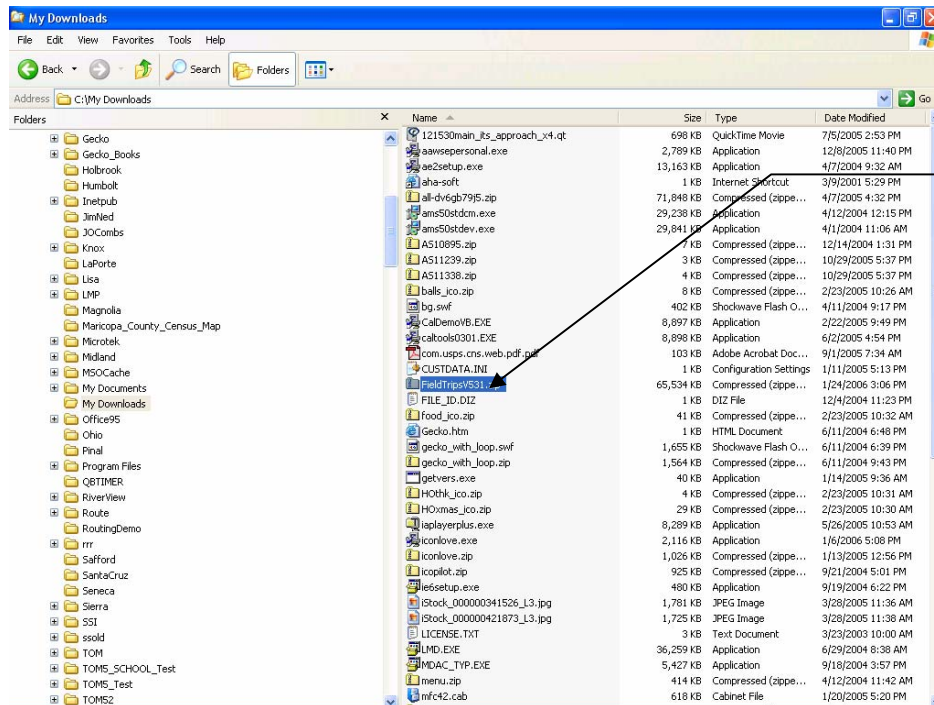 My Downloads
File Edit View Favorites Tools Help
Back Search Folders
Address C:\My Downloads Go
Folders
Gecko
Gecko_Books
Holbrook
Humbolt
Inetpub
JimNed
JOCombs
Knox
LaPorte
Lisa
LMP
Magnolia
Maricopa_County_Census_Map
Microtek
Midland
MSOCache
My Documents
My Downloads
Office95
Ohio
Pinal
Program Files
QBTIMER
RiverView
Route
RoutingDemo
rrr
Safford
SantaCruz
Seneca
Sierra
SSI
ssold
TOM
TOM5_SCHOOL_Test
TOM5_Test
TOM52
Name Size Type Date Modified
121530main_its_approach_x4.qt 698 KB QuickTime Movie 7/5/2005 2:53 PM
aawsepersonal.exe 2,789 KB Application 12/8/2005 11:40 PM
ae2setup.exe 13,163 KB Application 4/7/2004 9:32 AM
aha-soft 1 KB Internet Shortcut 3/9/2001 5:29 PM
all-dv6gb79j5.zip 71,848 KB Compressed (zippe... 4/7/2005 4:32 PM
ams50stdcm.exe 29,238 KB Application 4/12/2004 12:15 PM
ams50stdev.exe 29,841 KB Application 4/1/2004 11:06 AM
AS10895.zip 7 KB Compressed (zippe... 12/14/2004 1:31 PM
AS11239.zip 3 KB Compressed (zippe... 10/29/2005 5:37 PM
AS11338.zip 4 KB Compressed (zippe... 10/29/2005 5:37 PM
balls_ico.zip 8 KB Compressed (zippe... 2/23/2005 10:26 AM
bg.swf 402 KB Shockwave Flash O... 4/11/2004 9:17 PM
CalDemoVB.EXE 8,897 KB Application 2/22/2005 9:49 PM
caltools0301.EXE 8,898 KB Application 6/2/2005 4:54 PM
com.usps.cns.web.pdf.pdf 103 KB Adobe Acrobat Doc... 9/1/2005 7:34 AM
CUSTDATA.INI 1 KB Configuration Settings 1/11/2005 5:13 PM
FieldTripsV531.zip 65,534 KB Compressed (zippe... 1/24/2006 3:06 PM
FILE_ID.DIZ 1 KB DIZ File 12/4/2004 11:23 PM
food_ico.zip 41 KB Compressed (zippe... 2/23/2005 10:32 AM
Gecko.htm 1 KB HTML Document 6/11/2004 6:48 PM
gecko_with_loop.swf 1,655 KB Shockwave Flash O... 6/11/2004 6:39 PM
gecko_with_loop.zip 1,564 KB Compressed (zippe... 6/11/2004 9:43 PM
getvers.exe 40 KB Application 1/14/2005 9:36 AM
HOthk_ico.zip 4 KB Compressed (zippe... 2/23/2005 10:31 AM
HOxmas_ico.zip 29 KB Compressed (zippe... 2/23/2005 10:30 AM
iaplayerplus.exe 8,289 KB Application 5/26/2005 10:53 AM
iconlove.exe 2,116 KB Application 1/6/2006 5:08 PM
iconlove.zip 1,026 KB Compressed (zippe... 1/13/2005 12:56 PM
icopilot.zip 925 KB Compressed (zippe... 9/21/2004 5:01 PM
ie6setup.exe 480 KB Application 9/19/2004 6:22 PM
iStock_000000341526_L3.jpg 1,781 KB JPEG Image 3/28/2005 11:36 AM
iStock_000000421873_L3.jpg 1,725 KB JPEG Image 3/28/2005 11:38 AM
LICENSE.TXT 3 KB Text Document 3/23/2003 10:00 AM
LMD.EXE 36,259 KB Application 6/29/2004 8:38 AM
MDAC_TYP.EXE 5,427 KB Application 9/18/2004 3:57 PM
menu.zip 414 KB Compressed (zippe... 4/12/2004 11:42 AM
mfc42.cab 618 KB Cabinet File 1/20/2005 5:20 PM